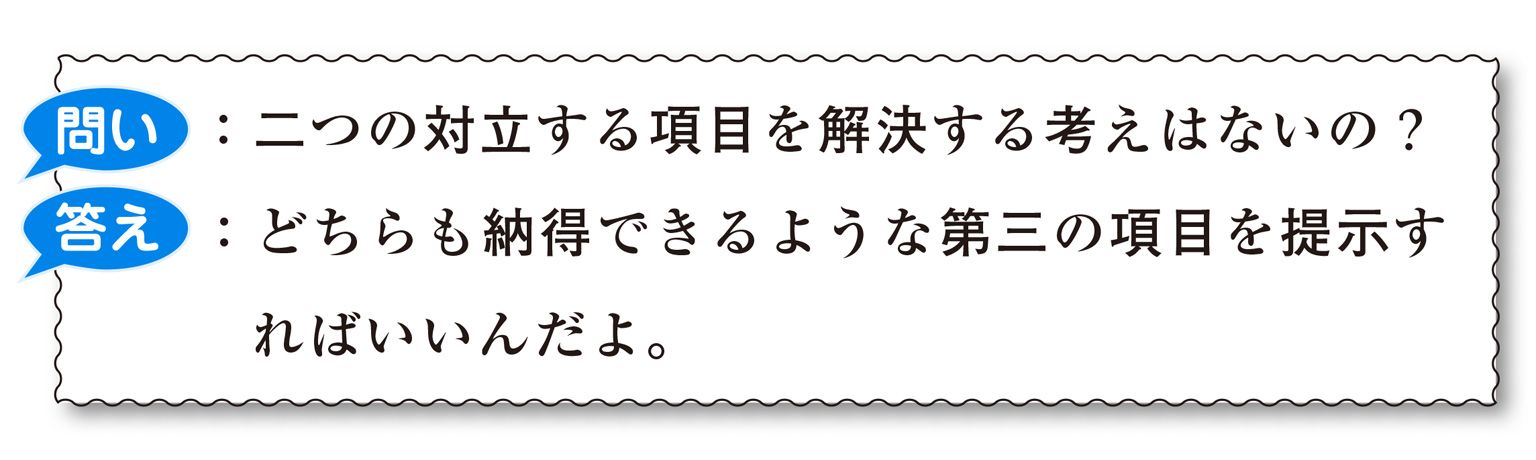 問い：二つの対立する項目を解決する考えはないの？
答え：どちらも納得できるような第三の項目を提示す
ればいいんだよ。